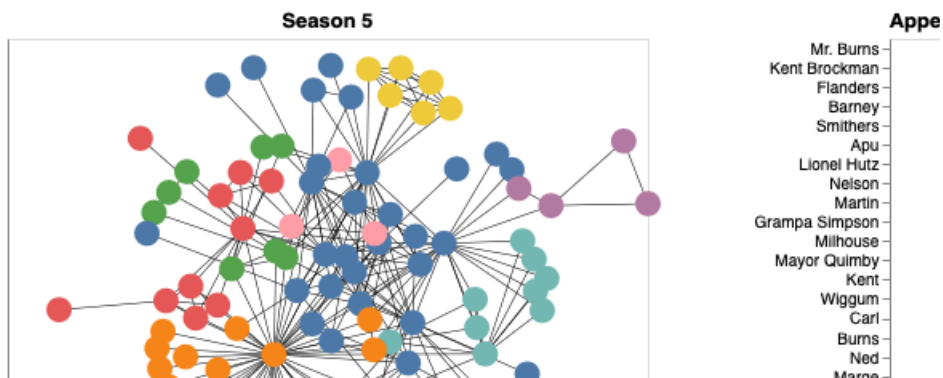 Season 5
Appe
Mr. Burns
Kent Brockman
Flanders
Barney
Smithers
Apu
Lionel Hutz
Nelson
Martin
Grampa Simpson
Milhouse
Mayor Quimby
Kent
Wiggum
Carl
Burns
Ned
Marge